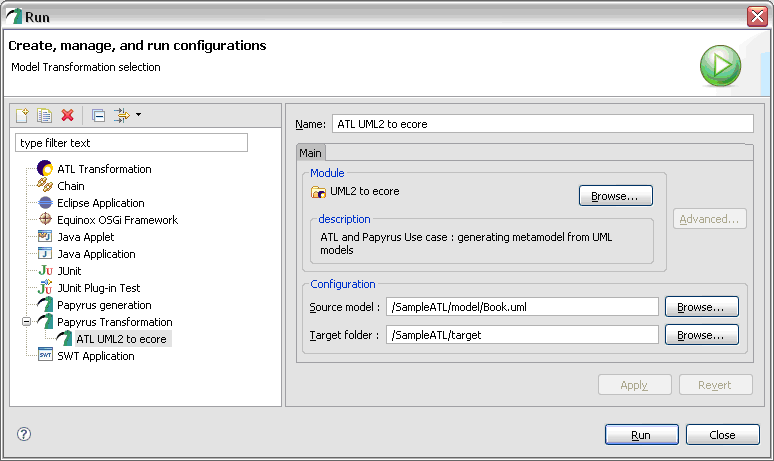 Run
Create, manage, and run configurations
Model Transformation selection
type filter text
ATL Transformation
Chain
Eclipse Application
Equinox OSGi Framework
Java Applet
Java Application
JUnit
JUnit Plug-in Test
Papyrus generation
Papyrus Transformation
ATL UML2 to ecore
SWT Application
Name: ATL UML2 to ecore
Main
Module
UML2 to ecore Browse...
Advanced...
description
ATL and Papyrus Use case : generating metamodel from UML
models
Configuration
Source model : /SampleATL/model/Book.uml Browse...
Target folder : /SampleATL/target Browse...
Apply Revert
Run Close